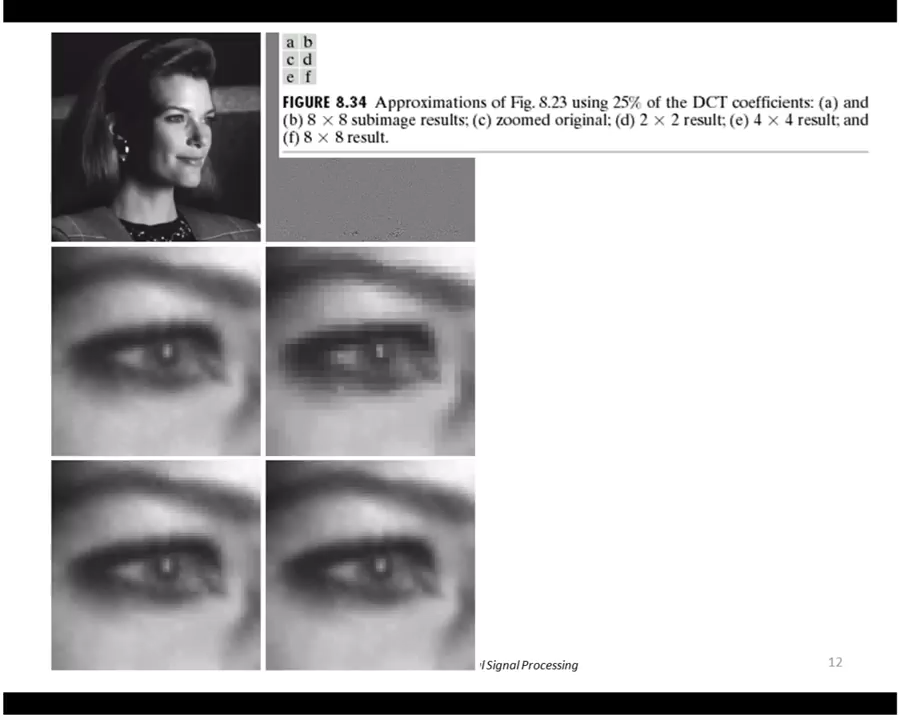 a b
c d
e f
FIGURE 8.34 Approximations of Fig. 8.23 using 25% of the DCT coefficients: (a) and
(b) 8 × 8 subimage results; (c) zoomed original; (d) 2 × 2 result; (e) 4 × 4 result; and
(f) 8 × 8 result.
Signal Processing
12